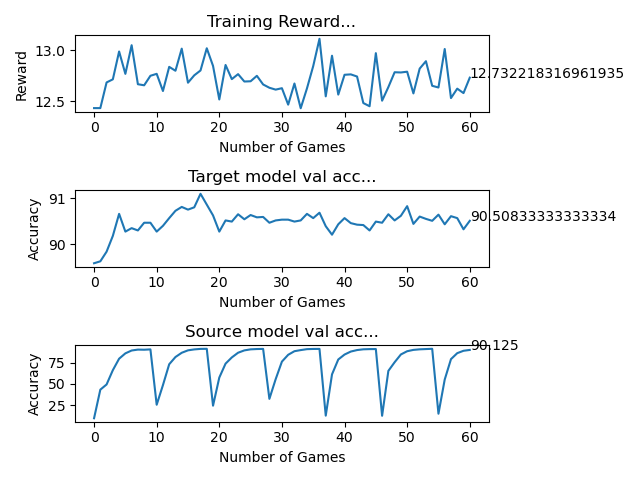 Training Reward...
13.0
12.5
Reward
12.732218316961935
0 10 20 30 40 50 60
Number of Games
Target model val acc...
91
90
Accuracy
90.50833333333334
0 10 20 30 40 50 60
Number of Games
Source model val acc...
75
50
25
Accuracy
90.125
0 10 20 30 40 50 60
Number of Games